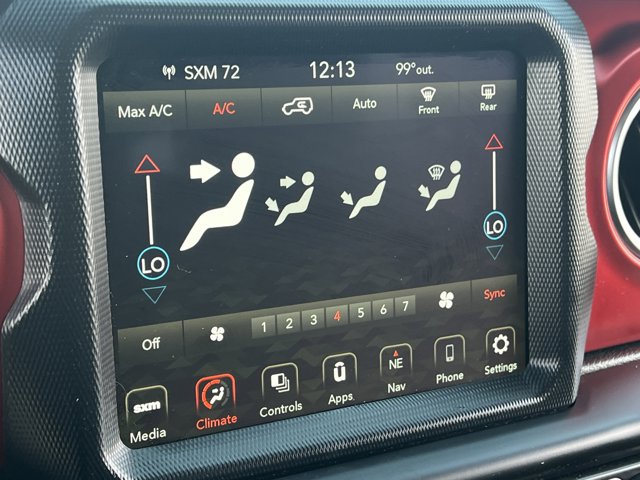 SXM 72 12:13 99° out.
Max A/C A/C Auto Front Rear
LO LO
Off 1 2 3 4 5 6 7 Sync
sxm NE
Media Climate Controls Apps Nav Phone Settings